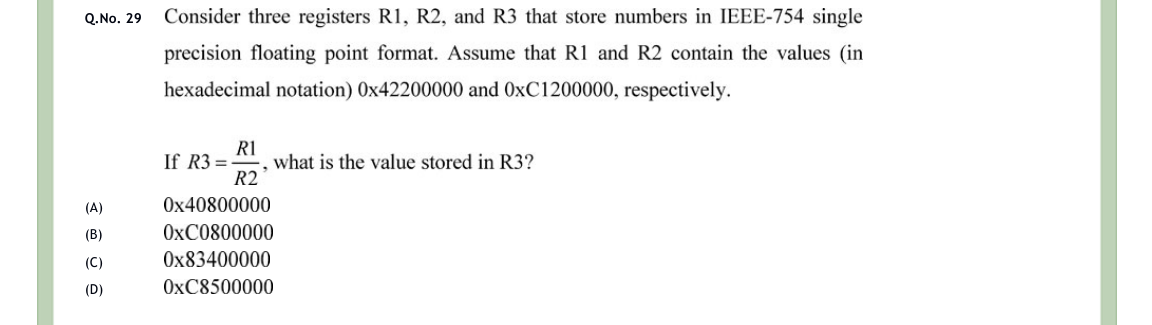 Q.No. 29 Consider three registers R1, R2, and R3 that store numbers in IEEE-754 single
precision floating point format. Assume that R1 and R2 contain the values (in
hexadecimal notation) 0x42200000 and 0xC1200000, respectively.
If R3 = R1/R2, what is the value stored in R3?
(A) 0x40800000
(B) 0xC0800000
(C) 0x83400000
(D) 0xC8500000